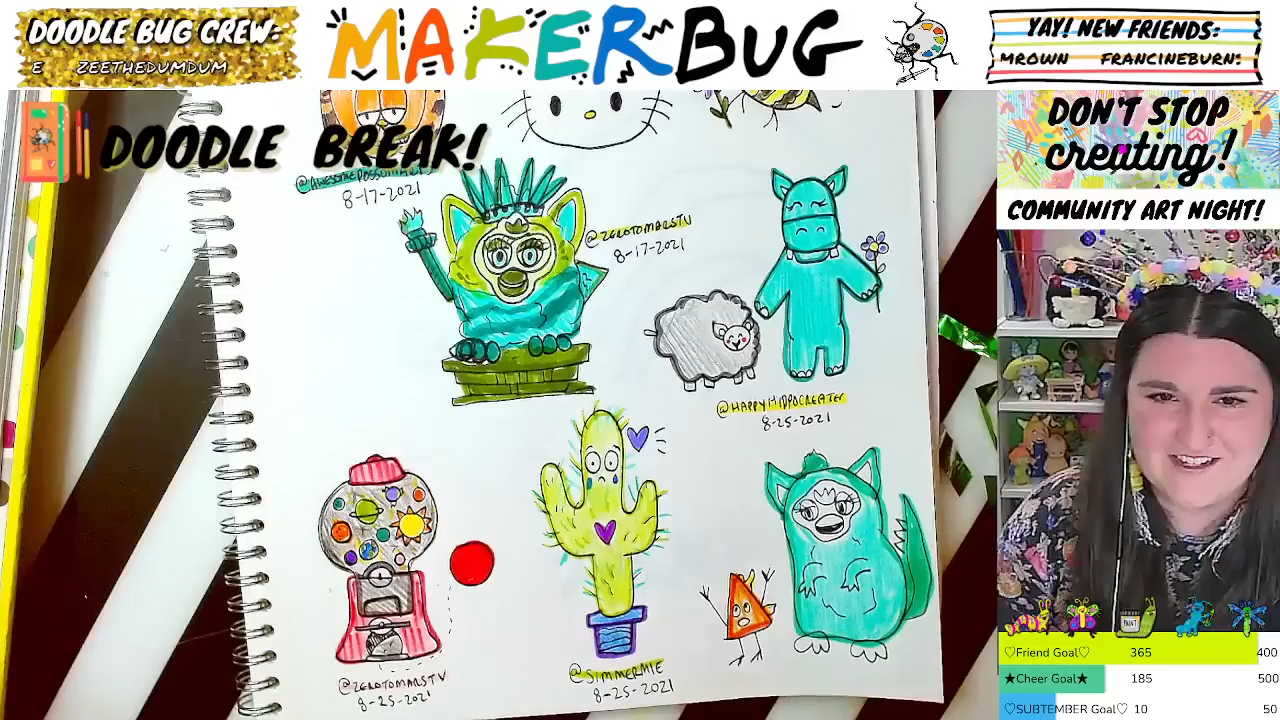 DOODLE BUG CREW:
E ZEETHEDUMDUM
MAKERBUG
YAY! NEW FRIENDS:
MROWN FRANCINEBURN:
DOODLE BREAK!
DON'T STOP
creating!
COMMUNITY ART NIGHT!
8-17-2021
@ZEROTOMARSTV
8-17-2021
@HAPPYHIPPOCREATER
8-25-2021
@ZEROTOMARSTV
8-25-2021
@SIMMERMIE
8-25-2021
PAINT
♡Friend Goal♡ 365 400
★Cheer Goal★ 185 500
♡SUBTEMBER Goal♡ 10 50